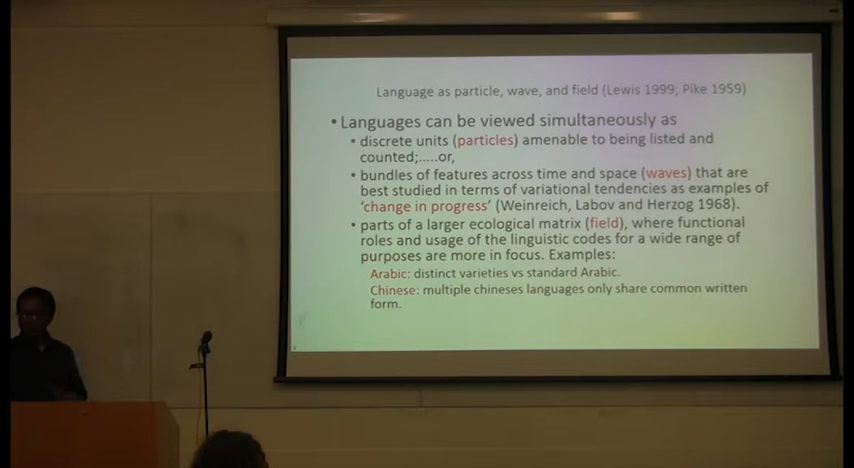 Language as particle, wave, and field (Lewis 1999; Pike 1959)
• Languages can be viewed simultaneously as
• discrete units (particles) amenable to being listed and
counted;.....or,
• bundles of features across time and space (waves) that are
best studied in terms of variational tendencies as examples of
‘change in progress’ (Weinreich, Labov and Herzog 1968).
• parts of a larger ecological matrix (field), where functional
roles and usage of the linguistic codes for a wide range of
purposes are more in focus. Examples:
Arabic: distinct varieties vs standard Arabic.
Chinese: multiple chineses languages only share common written
form.